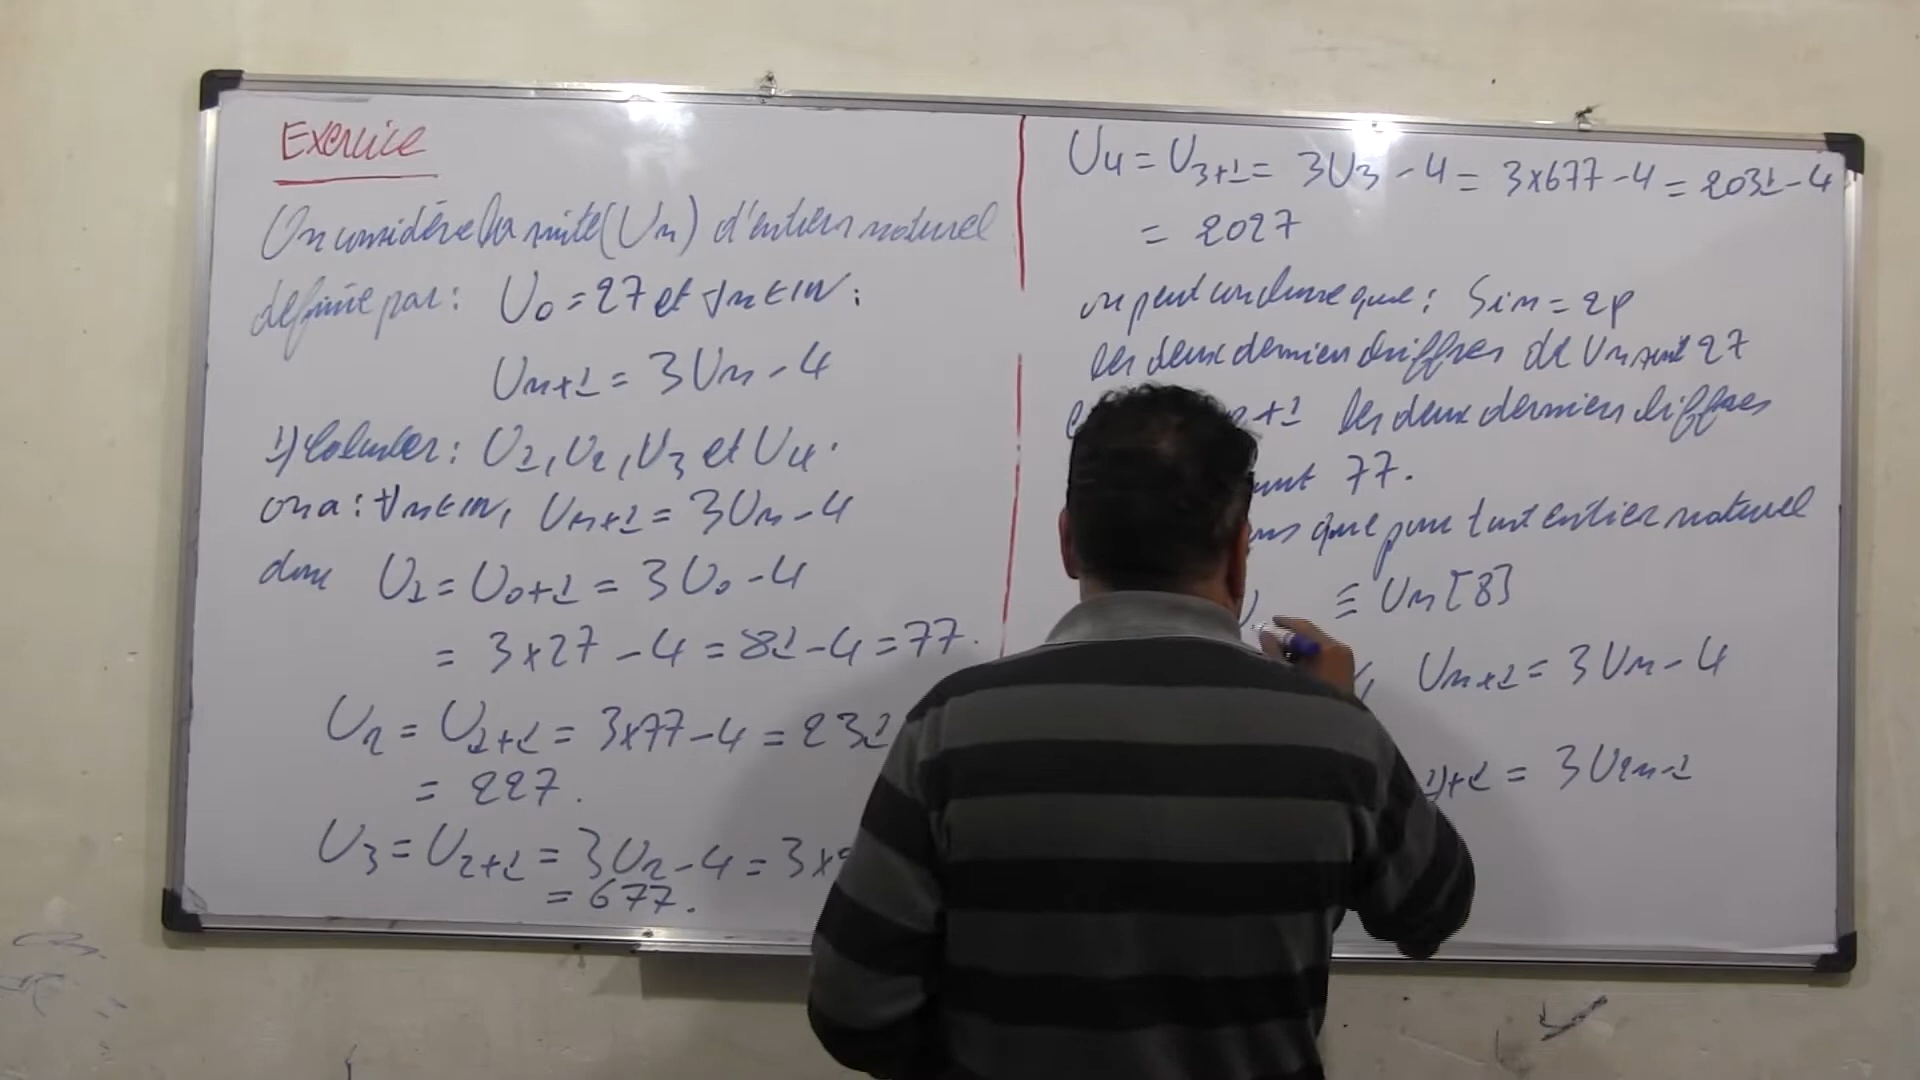 Exercice
On considère la suite (Un) d'entiers naturel
définie par : U0 = 27 et ∀n∈IN :
Un+1 = 3Un - 4
1) Calculer : U1, U2, U3 et U4.
on a : ∀n∈IN, Un+1 = 3Un - 4
donc U1 = U0+1 = 3U0 - 4
= 3×27 - 4 = 81 - 4 = 77.
U2 = U1+1 = 3×77 - 4 = 231
= 227.
U3 = U2+1 = 3U2 - 4 = 3×
= 677.
U4 = U3+1 = 3U3 - 4 = 3×677 - 4 = 2031 - 4
= 2027
on peut conclure que : Si n = 2p
les deux dernier chiffres de Un sont 27
+1 les deux derniers chiffres
sont 77.
que pour tout entier naturel
≡ Un [8]
Un+1 = 3Un - 4
1)+1 = 3U2n-1